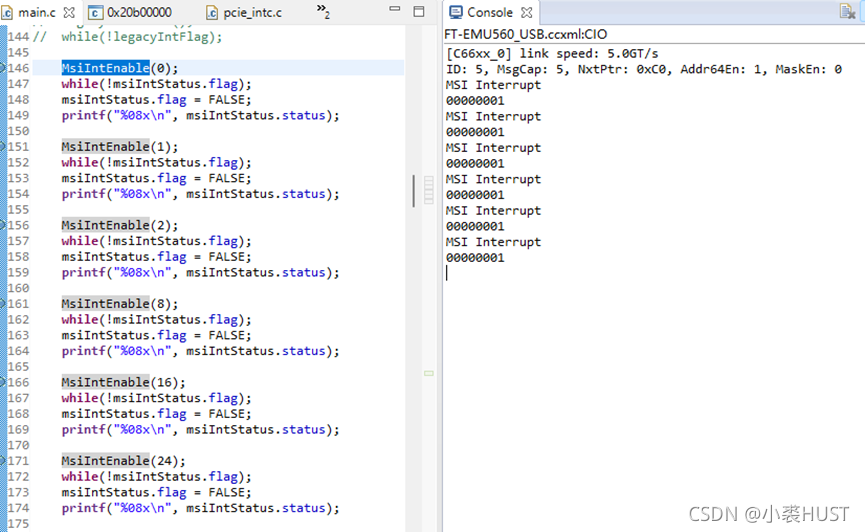 main.c 0x20b00000 pcie_intc.c »2
144// while(!legacyIntFlag);
145
146 MsiIntEnable(0);
147 while(!msiIntStatus.flag);
148 msiIntStatus.flag = FALSE;
149 printf("%08x\n", msiIntStatus.status);
150
151 MsiIntEnable(1);
152 while(!msiIntStatus.flag);
153 msiIntStatus.flag = FALSE;
154 printf("%08x\n", msiIntStatus.status);
155
156 MsiIntEnable(2);
157 while(!msiIntStatus.flag);
158 msiIntStatus.flag = FALSE;
159 printf("%08x\n", msiIntStatus.status);
160
161 MsiIntEnable(8);
162 while(!msiIntStatus.flag);
163 msiIntStatus.flag = FALSE;
164 printf("%08x\n", msiIntStatus.status);
165
166 MsiIntEnable(16);
167 while(!msiIntStatus.flag);
168 msiIntStatus.flag = FALSE;
169 printf("%08x\n", msiIntStatus.status);
170
171 MsiIntEnable(24);
172 while(!msiIntStatus.flag);
173 msiIntStatus.flag = FALSE;
174 printf("%08x\n", msiIntStatus.status);
175
Console
FT-EMU560_USB.ccxml:CIO
[C66xx_0] link speed: 5.0GT/s
ID: 5, MsgCap: 5, NxtPtr: 0xC0, Addr64En: 1, MaskEn: 0
MSI Interrupt
00000001
MSI Interrupt
00000001
MSI Interrupt
00000001
MSI Interrupt
00000001
MSI Interrupt
00000001
MSI Interrupt
00000001
CSDN @小裘HUST